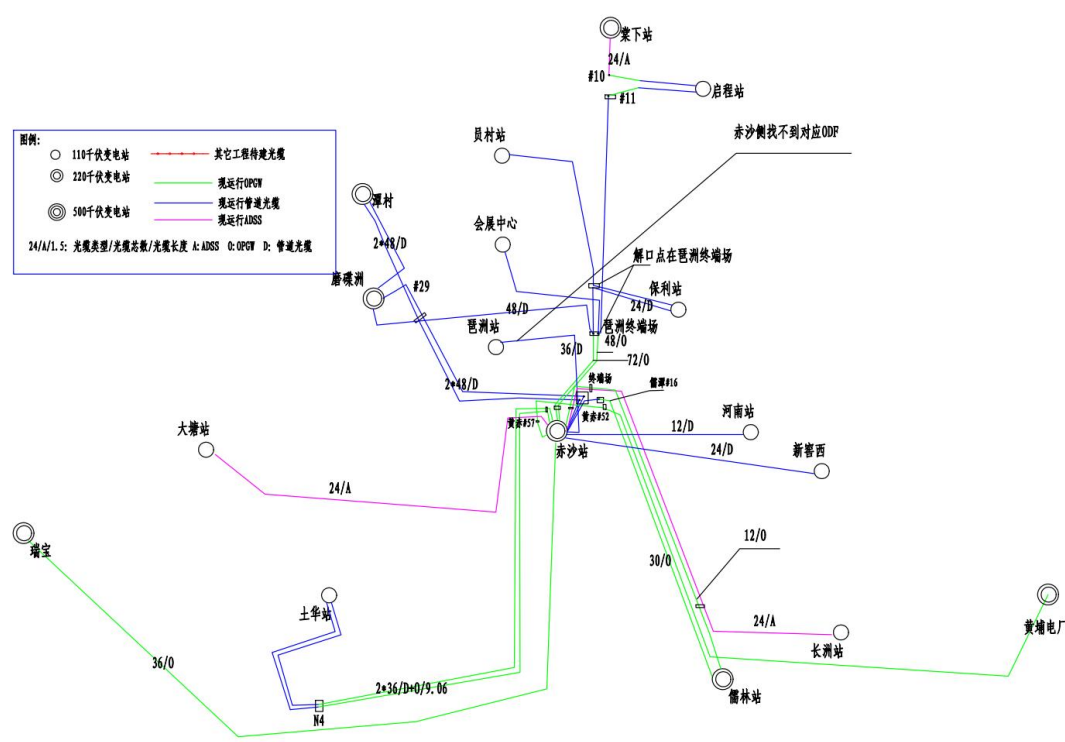 棠下站
24/A
#10
#11
启程站
图例:
110千伏变电站
其它工程待建光缆
220千伏变电站
现运行OPGW
现运行管道光缆
500千伏变电站
现运行ADSS
24/A/1.5: 光缆类型/光缆芯数/光缆长度 A:ADSS O:OPGW D: 管道光缆
员村站
赤沙侧找不到对应ODF
潭村
2*48/D
会展中心
解口点在琶洲终端场
磨碟洲
#29
48/D
保利站
24/D
琶洲站
琶洲终端场
36/D
48/O
72/O
2*48/D
终端场
儒潭#16
黄赤#57
黄赤#52
河南站
12/D
大塘站
赤沙站
24/D
新窖西
24/A
瑞宝
12/O
30/O
土华站
24/A
长洲站
黄埔电厂
36/O
2*36/D+O/9.06
儒林站
N4